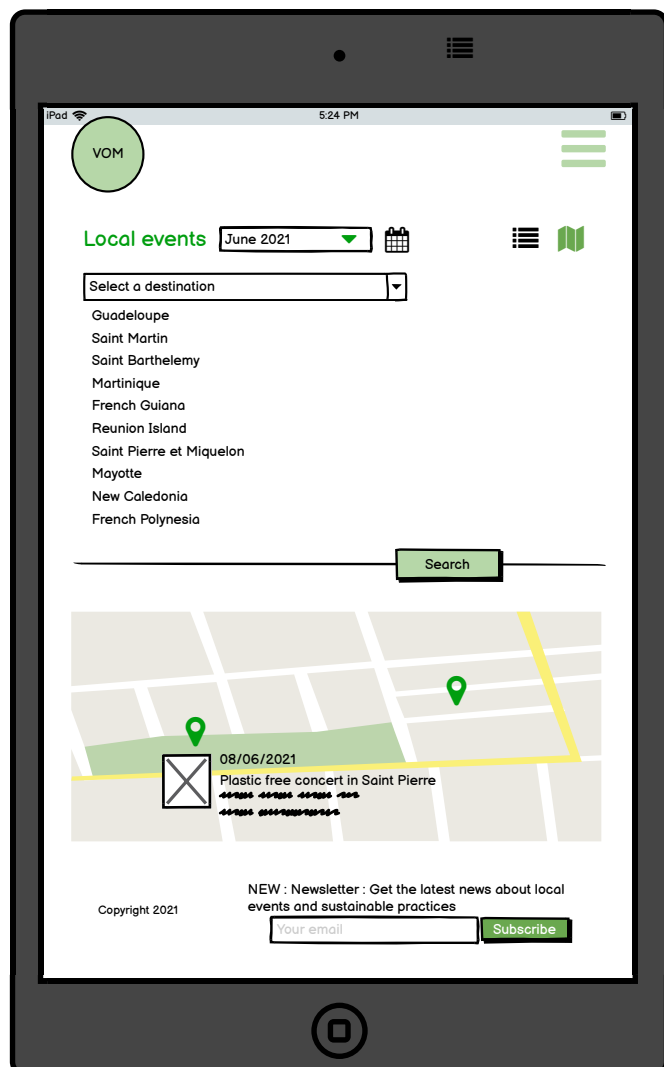 iPad 5:24 PM
VOM
Local events June 2021
Select a destination
Guadeloupe
Saint Martin
Saint Barthelemy
Martinique
French Guiana
Reunion Island
Saint Pierre et Miquelon
Mayotte
New Caledonia
French Polynesia
Search
08/06/2021
Plastic free concert in Saint Pierre
NEW : Newsletter : Get the latest news about local
events and sustainable practices
Copyright 2021
Your email Subscribe